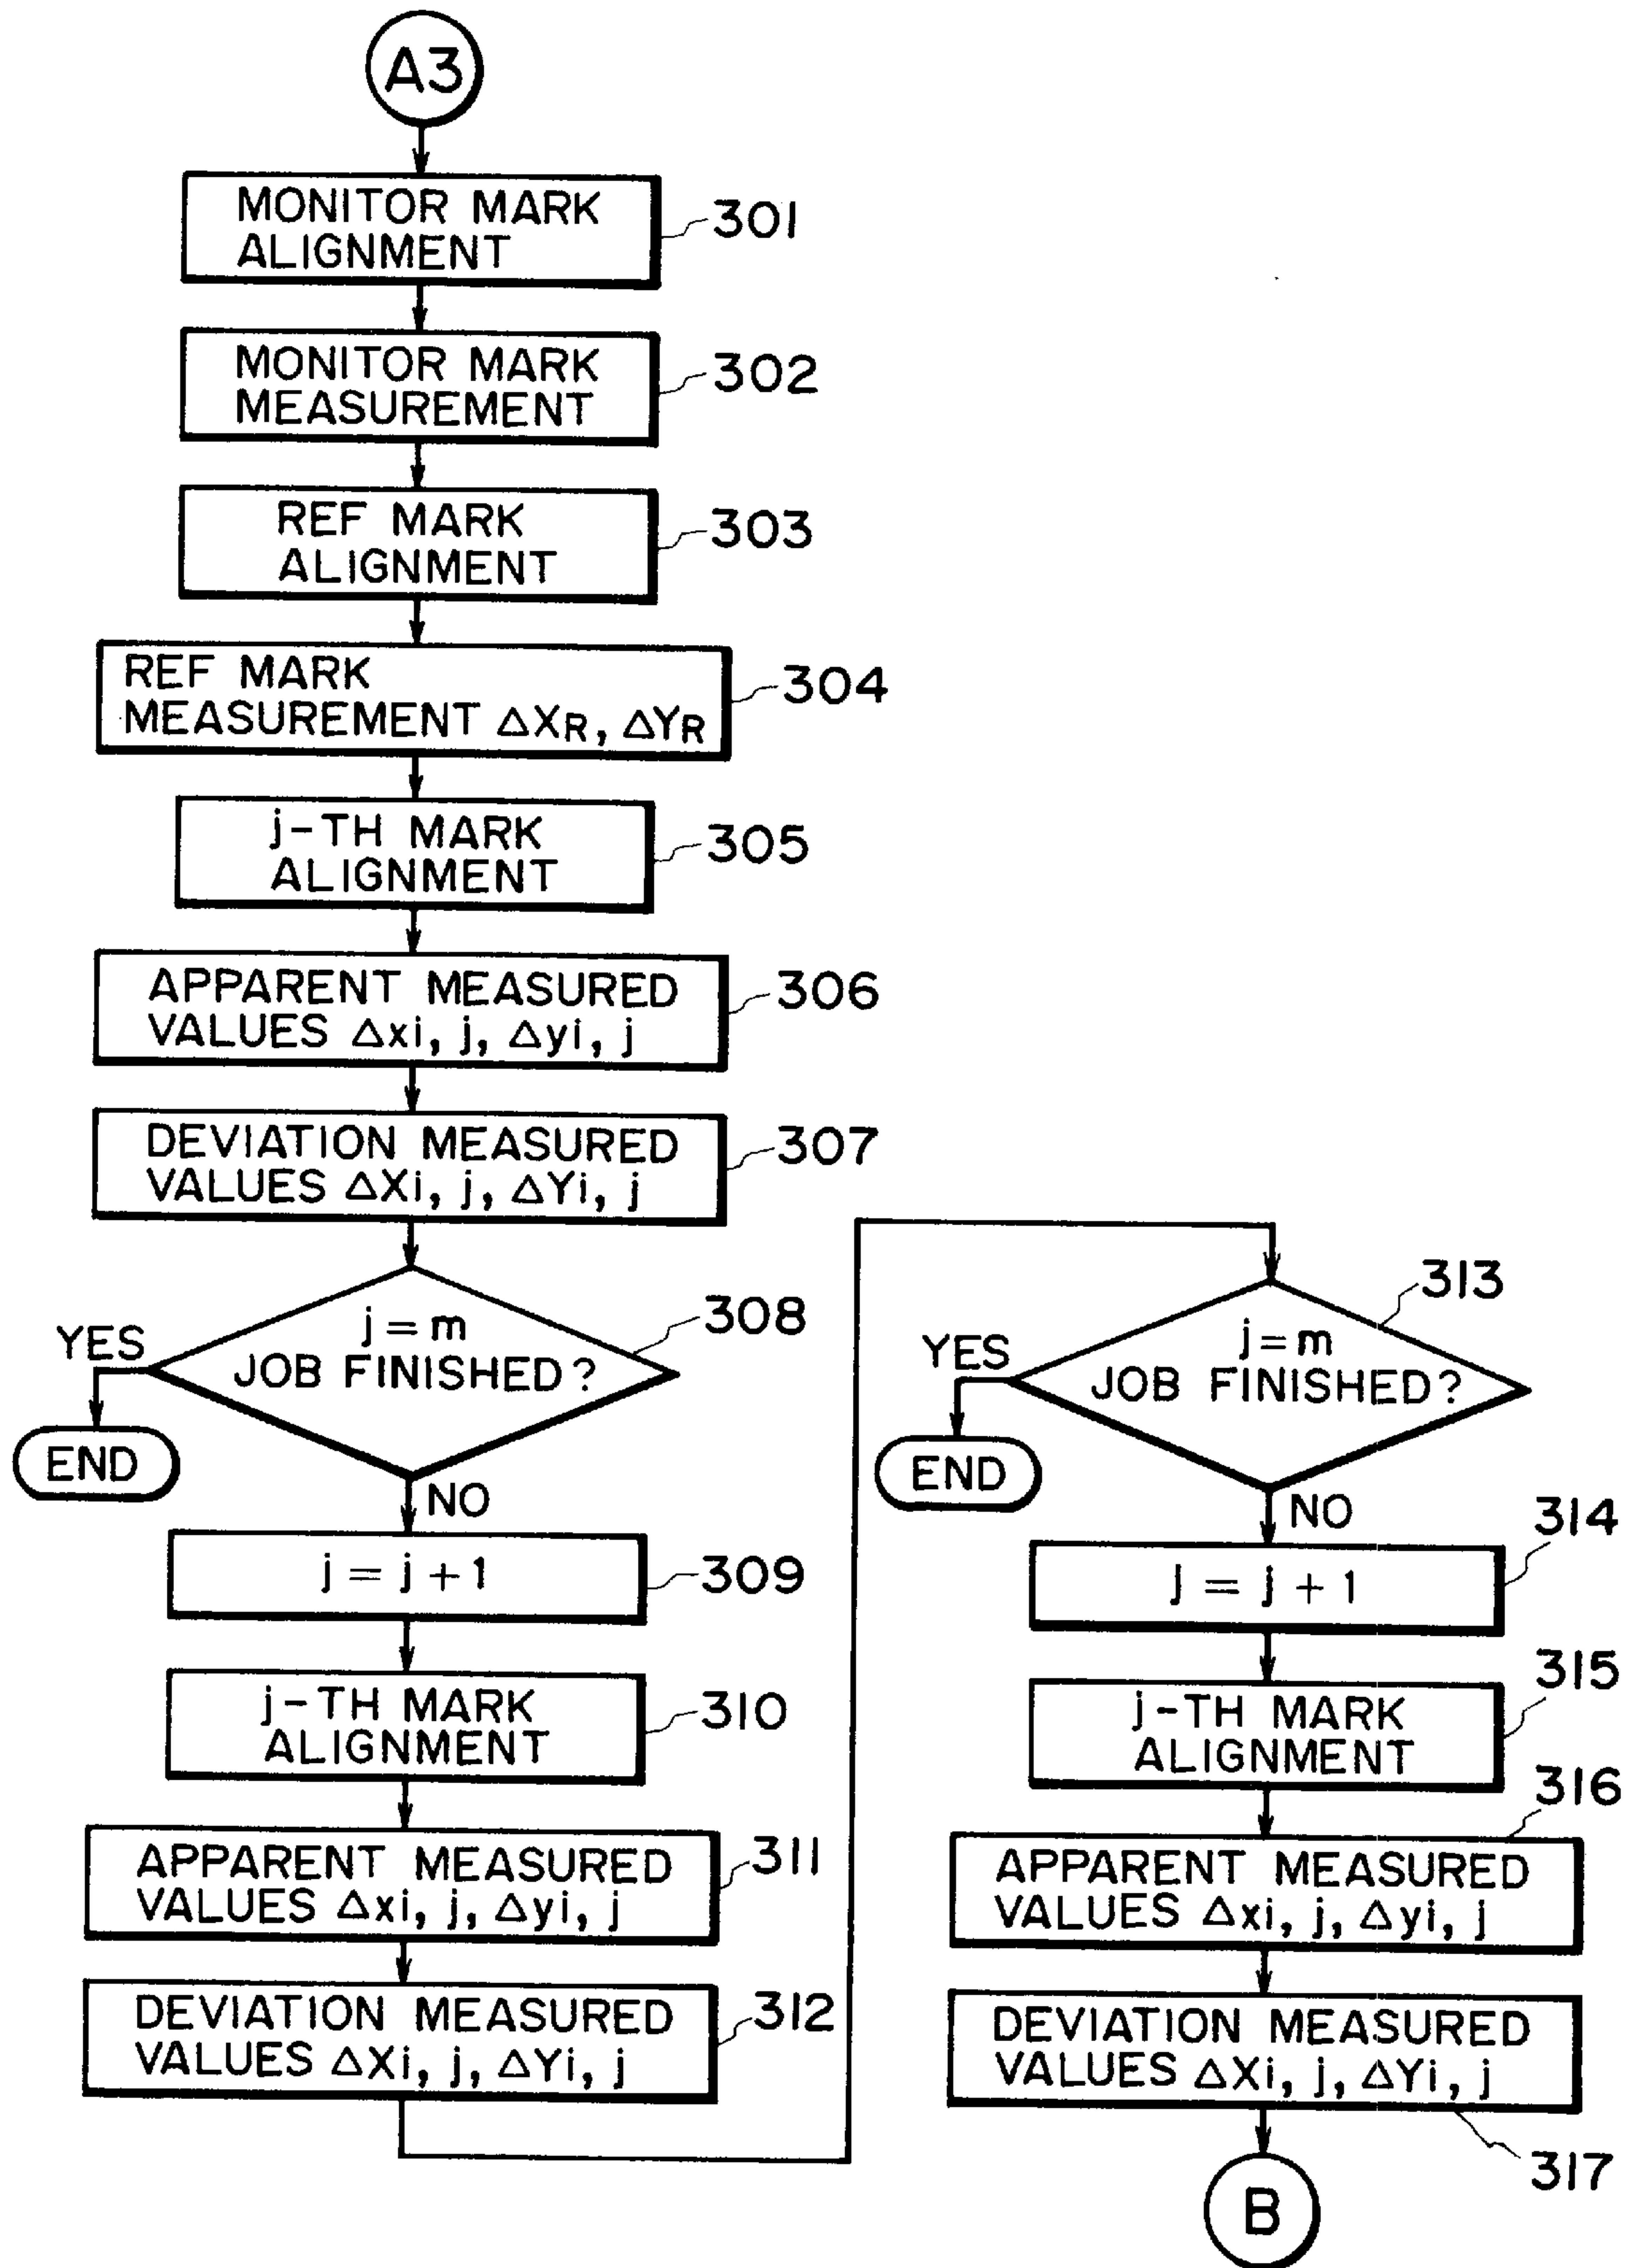 A3
MONITOR MARK
ALIGNMENT
301
MONITOR MARK
MEASUREMENT
302
REF MARK
ALIGNMENT
303
REF MARK
MEASUREMENT ΔXR, ΔYR
304
j-TH MARK
ALIGNMENT
305
APPARENT MEASURED
VALUES Δxi, j, Δyi, j
306
DEVIATION MEASURED
VALUES ΔXi, j, ΔYi, j
307
j=m
JOB FINISHED?
308
YES
END
NO
j = j + 1
309
j-TH MARK
ALIGNMENT
310
APPARENT MEASURED
VALUES Δxi, j, Δyi, j
311
DEVIATION MEASURED
VALUES ΔXi, j, ΔYi, j
312
j=m
JOB FINISHED?
313
YES
END
NO
j = j + 1
314
j-TH MARK
ALIGNMENT
315
APPARENT MEASURED
VALUES Δxi, j, Δyi, j
316
DEVIATION MEASURED
VALUES ΔXi, j, ΔYi, j
317
B